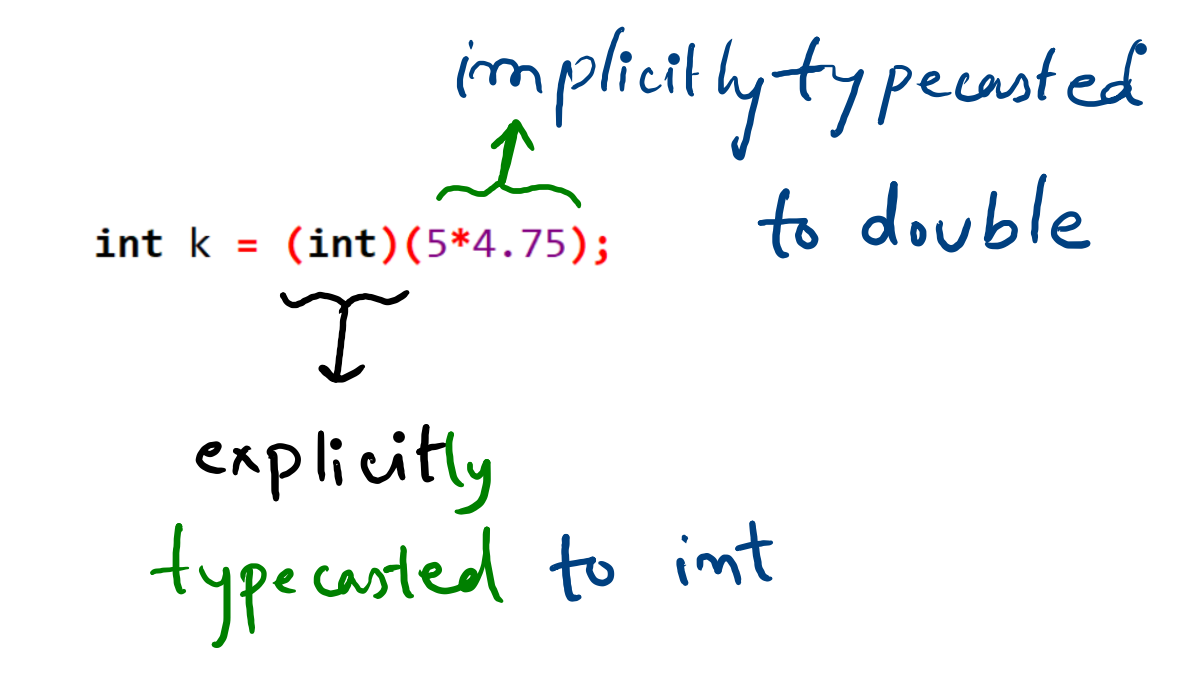 implicitly typecasted
to double
int k = (int)(5*4.75);
explicitly
typecasted to int